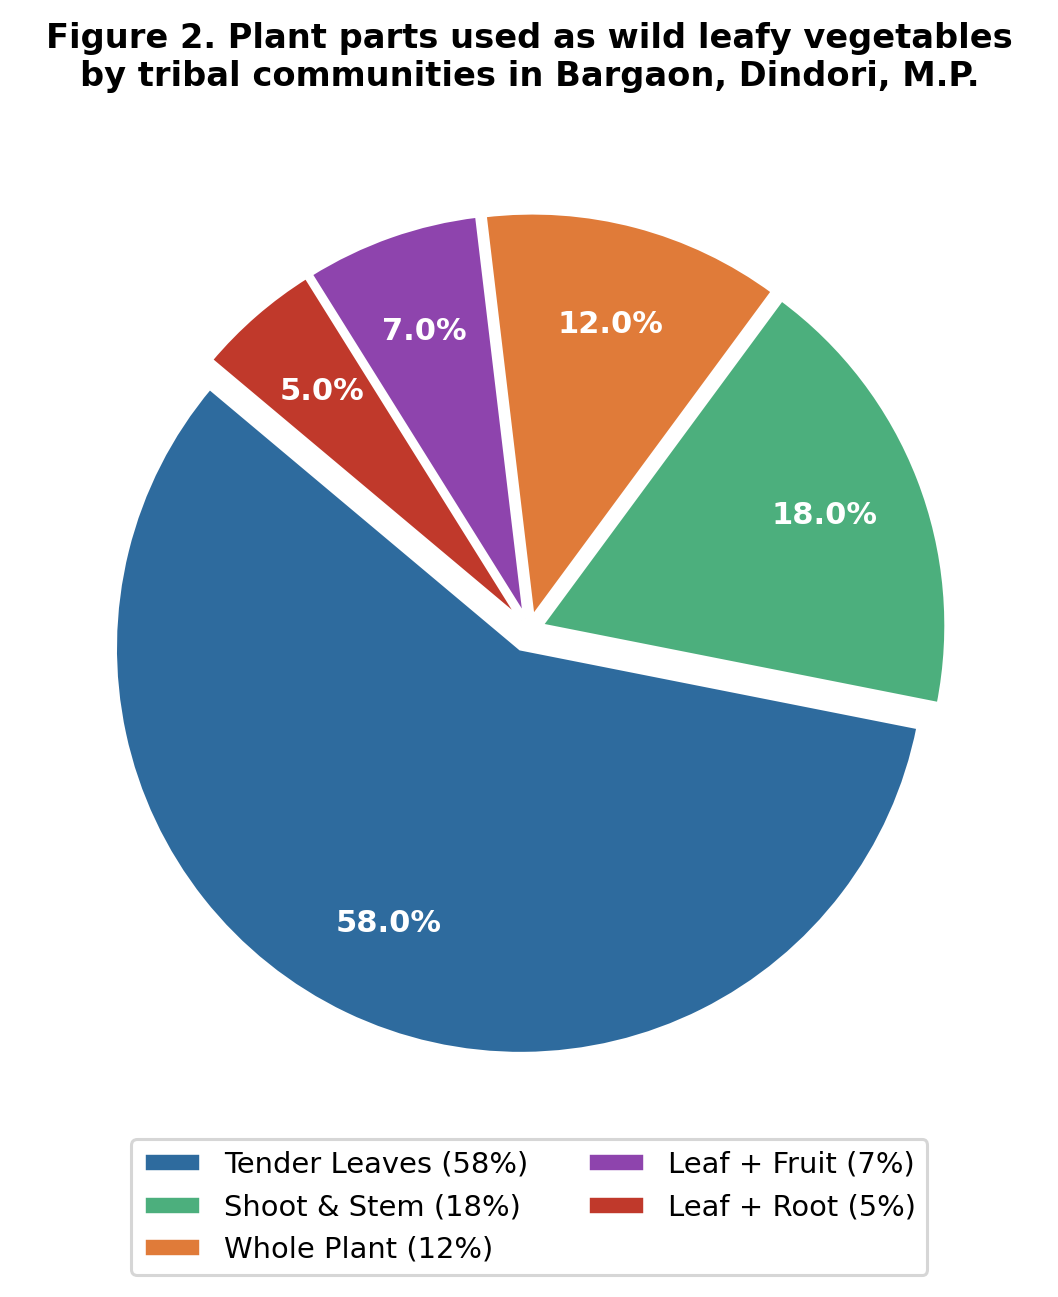 Figure 2. Plant parts used as wild leafy vegetables
by tribal communities in Bargaon, Dindori, M.P.
12.0%
7.0%
5.0%
18.0%
58.0%
Tender Leaves (58%)
Shoot & Stem (18%)
Whole Plant (12%)
Leaf + Fruit (7%)
Leaf + Root (5%)